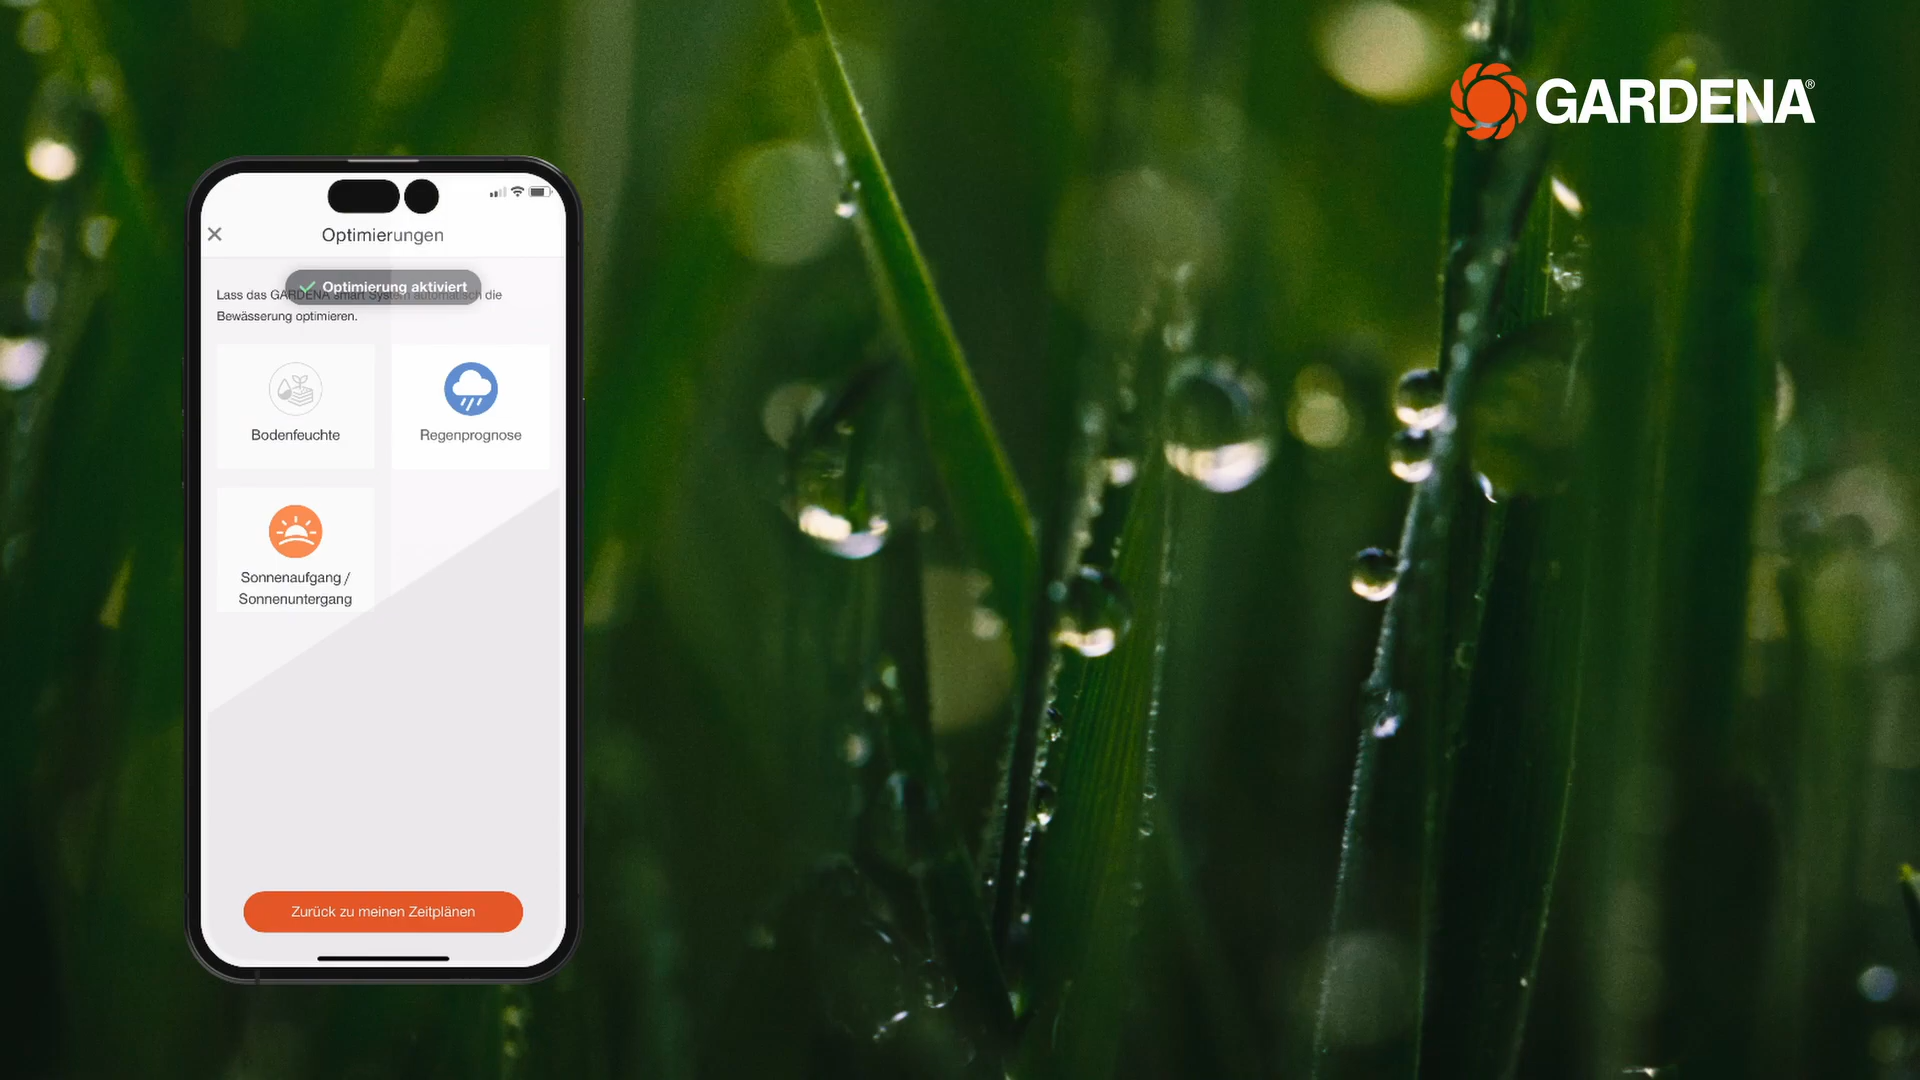 GARDENA®
Optimierungen
Optimierung aktiviert
Lass das GARDENA smart System automatisch die
Bewässerung optimieren.
Bodenfeuchte
Regenprognose
Sonnenaufgang /
Sonnenuntergang
Zurück zu meinen Zeitplänen